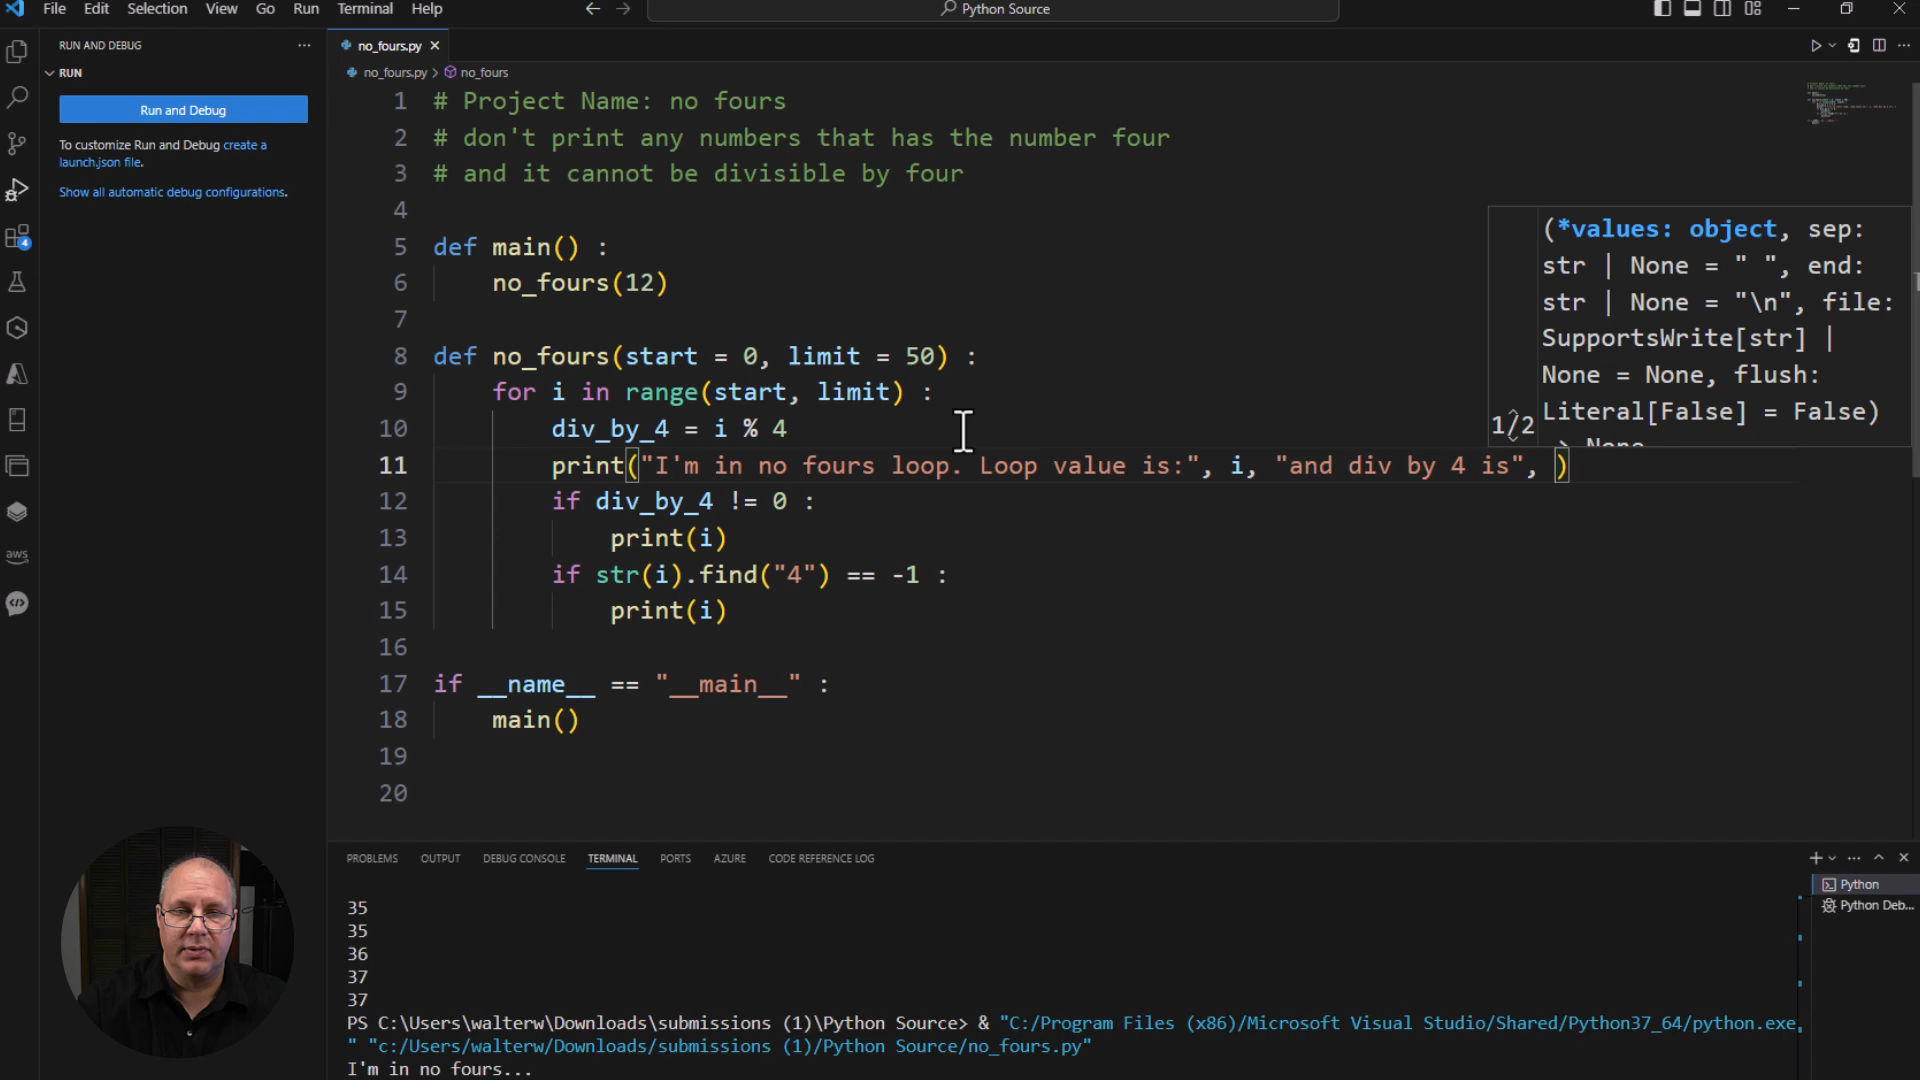 File Edit Selection View Go Run Terminal Help
Python Source
RUN AND DEBUG
RUN
Run and Debug
To customize Run and Debug create a
launch.json file.
Show all automatic debug configurations.
4
aws
no_fours.py
no_fours.py > no_fours
1 # Project Name: no fours
2 # don't print any numbers that has the number four
3 # and it cannot be divisible by four
4
5 def main() :
6 no_fours(12)
7
8 def no_fours(start = 0, limit = 50) :
9 for i in range(start, limit) :
10 div_by_4 = i % 4
11 print("I'm in no fours loop. Loop value is:", i, "and div by 4 is", )
12 if div_by_4 != 0 :
13 print(i)
14 if str(i).find("4") == -1 :
15 print(i)
16
17 if __name__ == "__main__" :
18 main()
19
20
(*values: object, sep:
str | None = " ", end:
str | None = "\n", file:
SupportsWrite[str] |
None = None, flush:
Literal[False] = False)
1/2
PROBLEMS OUTPUT DEBUG CONSOLE TERMINAL PORTS AZURE CODE REFERENCE LOG
35
35
36
37
37
PS C:\Users\walterw\Downloads\submissions (1)\Python Source> & "C:/Program Files (x86)/Microsoft Visual Studio/Shared/Python37_64/python.exe
" "c:/Users/walterw/Downloads/submissions (1)/Python Source/no_fours.py"
I'm in no fours...
Python
Python Deb...